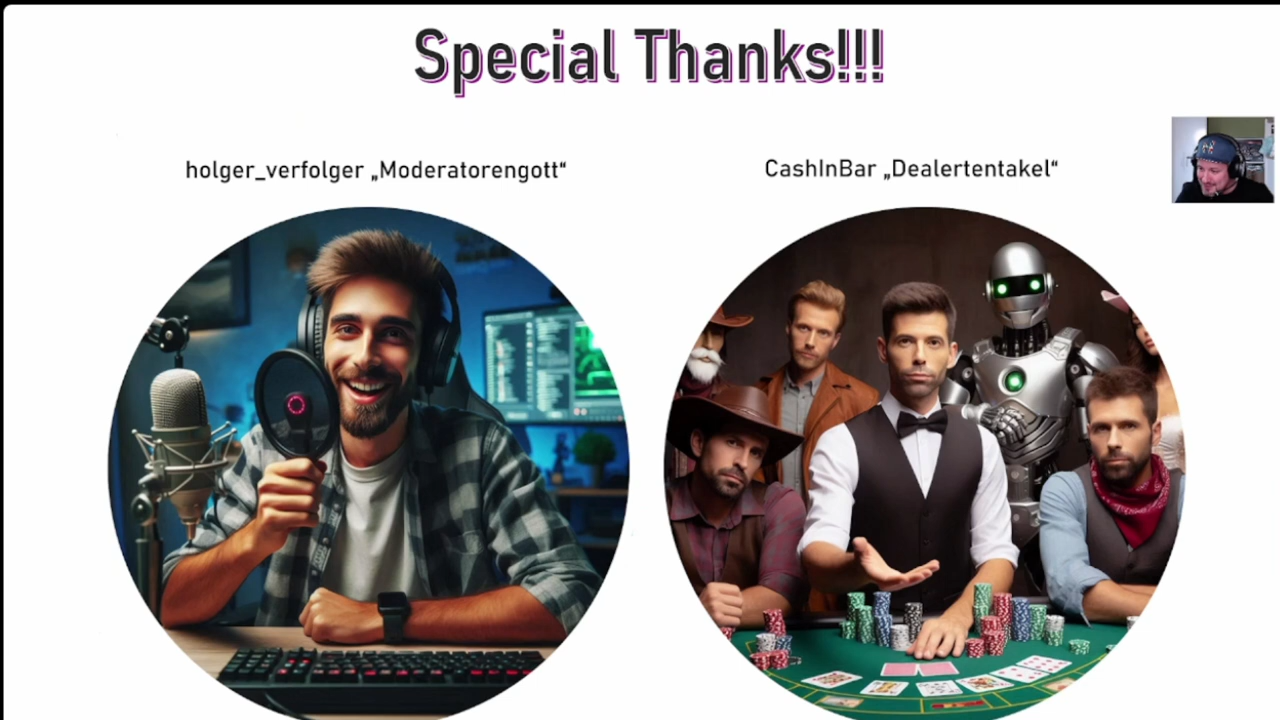 Special Thanks!!!
holger_verfolger „Moderatorengott“
CashInBar „Dealertentakel“